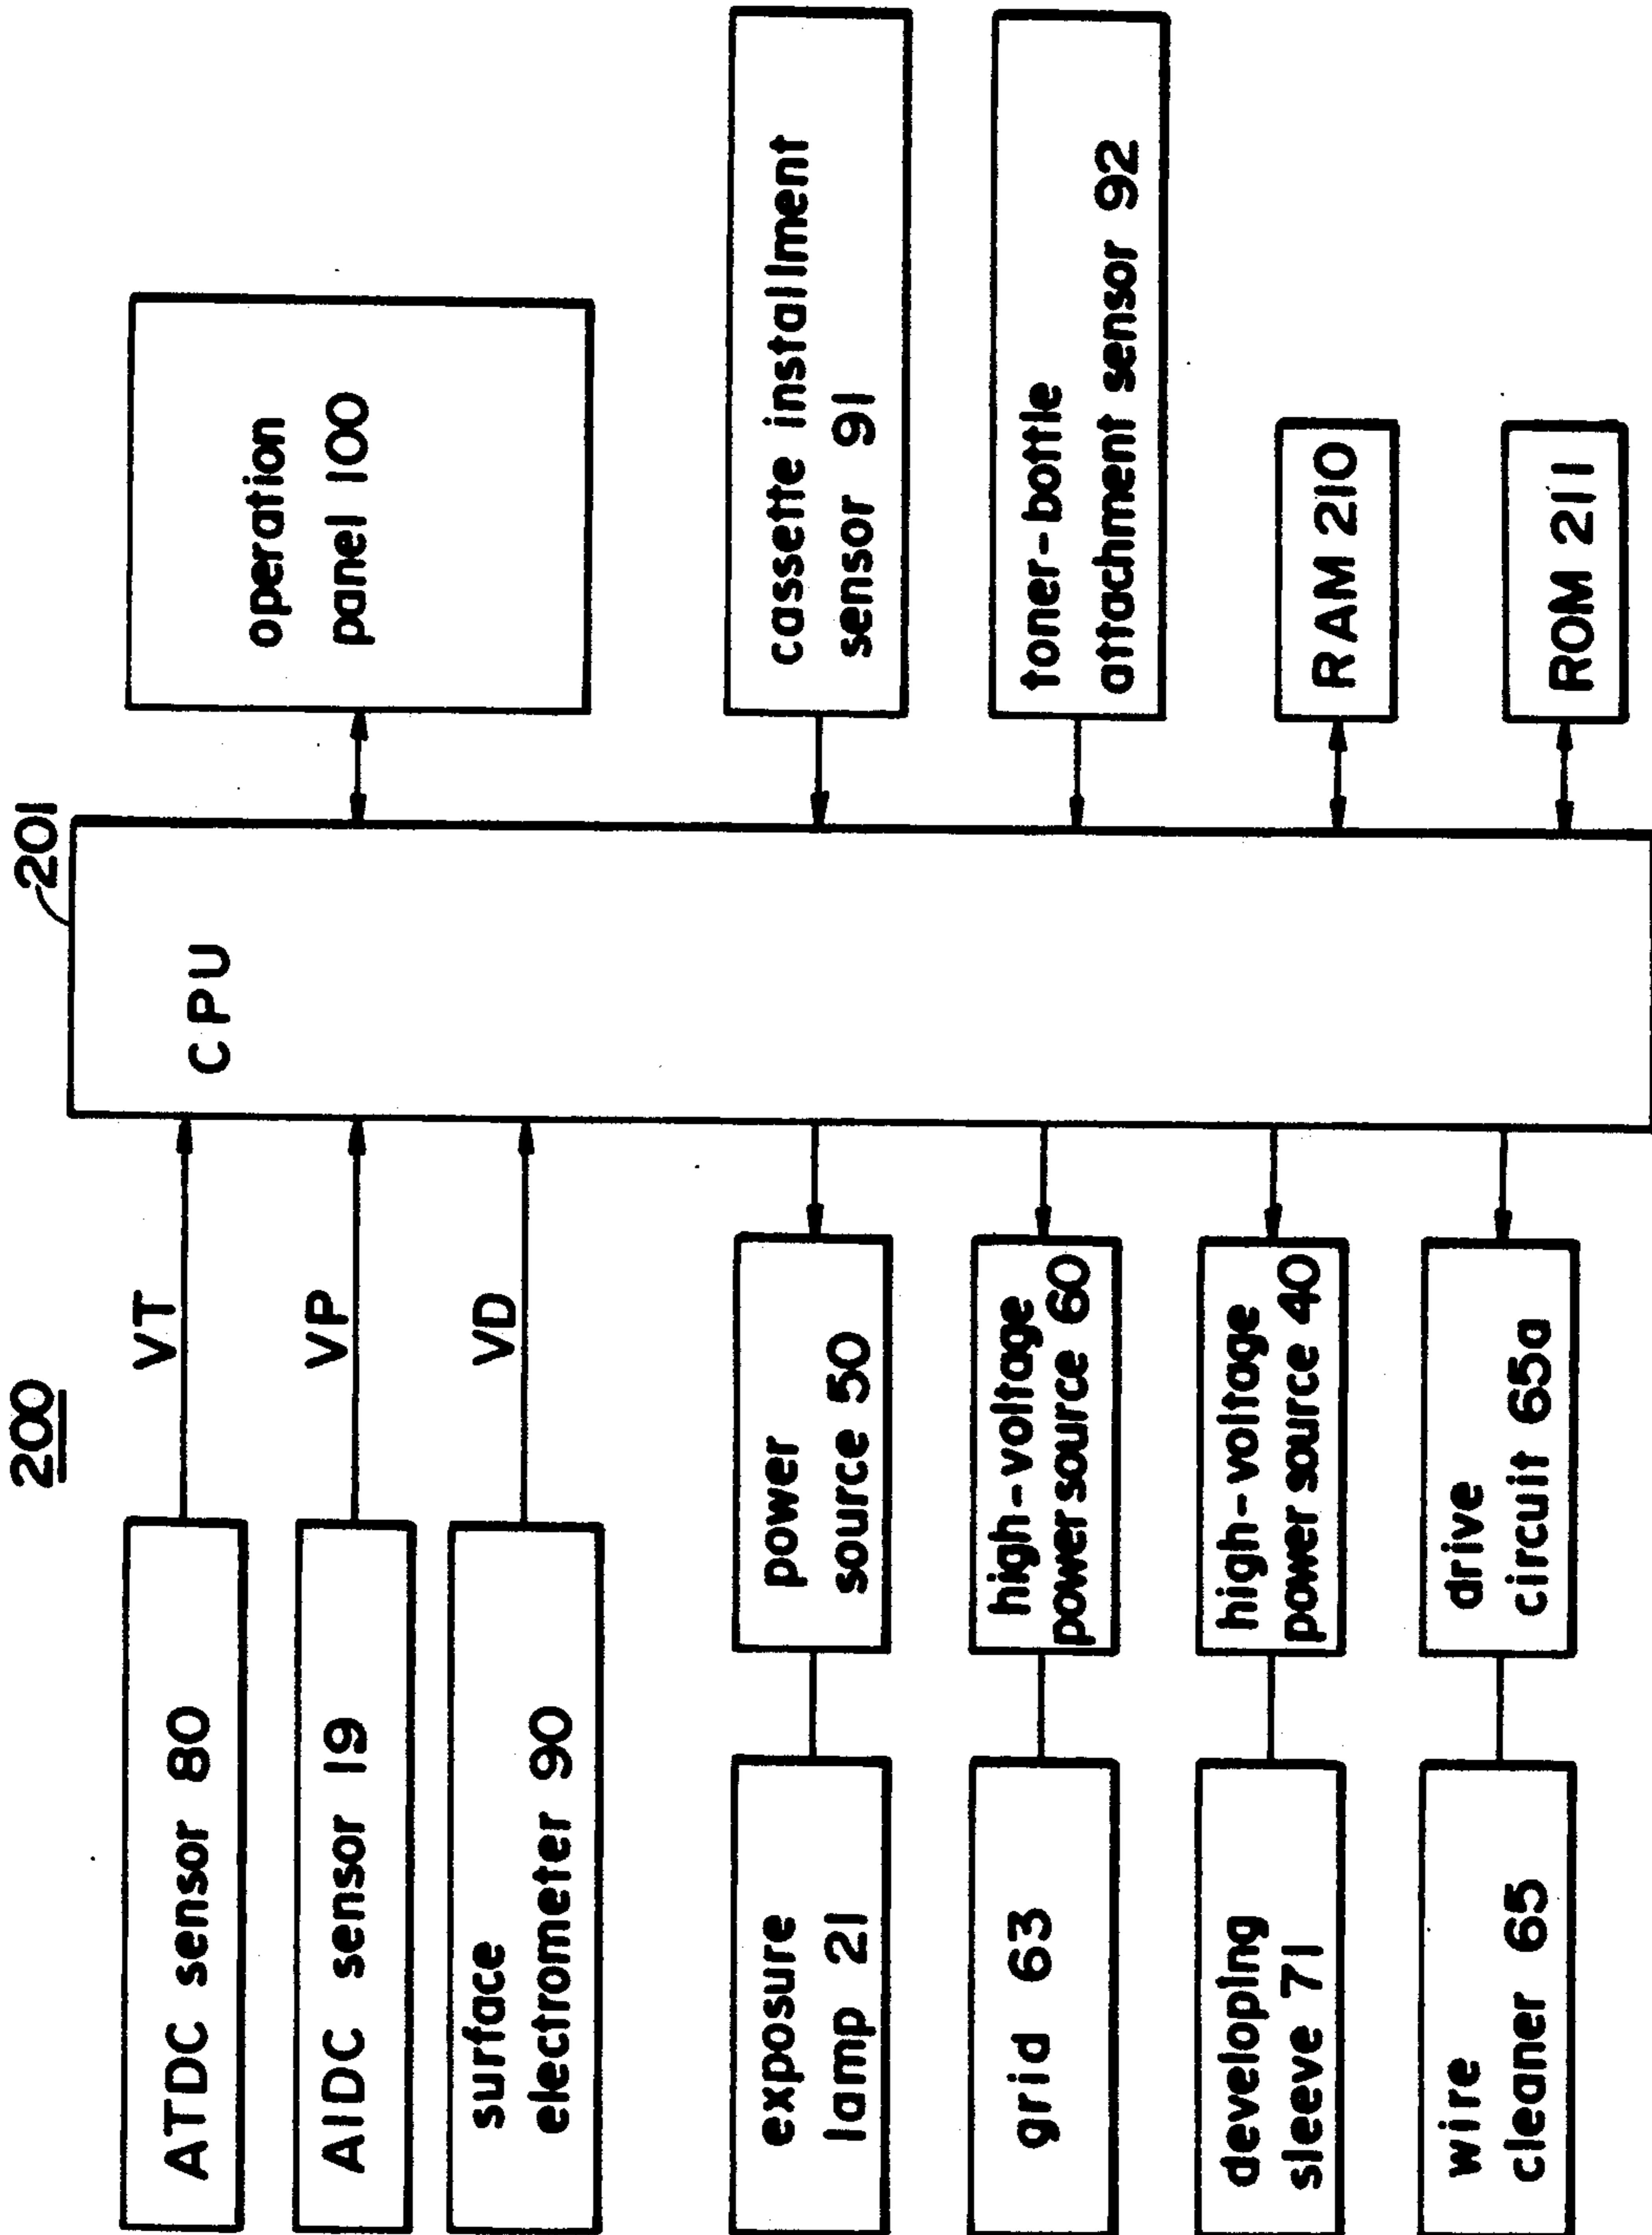 200
201
CPU
ATDC sensor 80
VT
AIDC sensor 19
VP
surface
electrometer 90
VD
exposure
lamp 21
power
source 50
grid 63
high-voltage
power source 60
developing
sleeve 71
high-voltage
power source 40
wire
cleaner 65
drive
circuit 65a
operation
panel 100
cassette installment
sensor 91
toner-bottle
attachment sensor 92
RAM 210
ROM 211